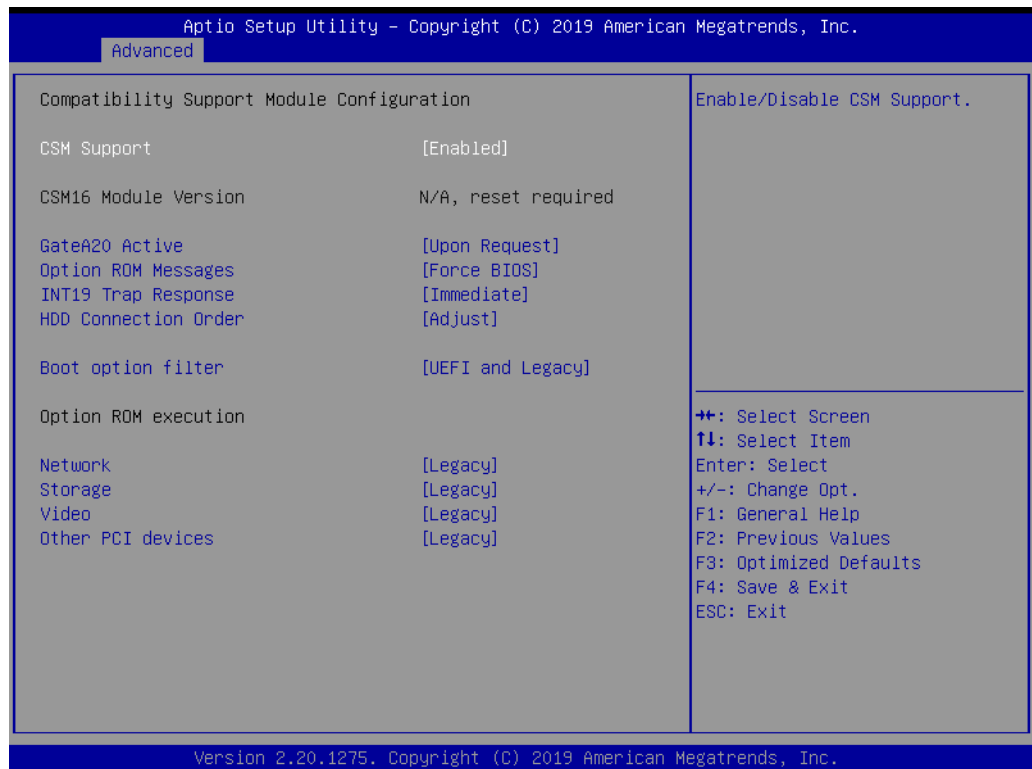 Aptio Setup Utility – Copyright (C) 2019 American Megatrends, Inc.
Advanced
Compatibility Support Module Configuration
CSM Support [Enabled]
CSM16 Module Version N/A, reset required
GateA20 Active [Upon Request]
Option ROM Messages [Force BIOS]
INT19 Trap Response [Immediate]
HDD Connection Order [Adjust]
Boot option filter [UEFI and Legacy]
Option ROM execution
Network [Legacy]
Storage [Legacy]
Video [Legacy]
Other PCI devices [Legacy]
Enable/Disable CSM Support.
→←: Select Screen
↑↓: Select Item
Enter: Select
+/-: Change Opt.
F1: General Help
F2: Previous Values
F3: Optimized Defaults
F4: Save & Exit
ESC: Exit
Version 2.20.1275. Copyright (C) 2019 American Megatrends, Inc.